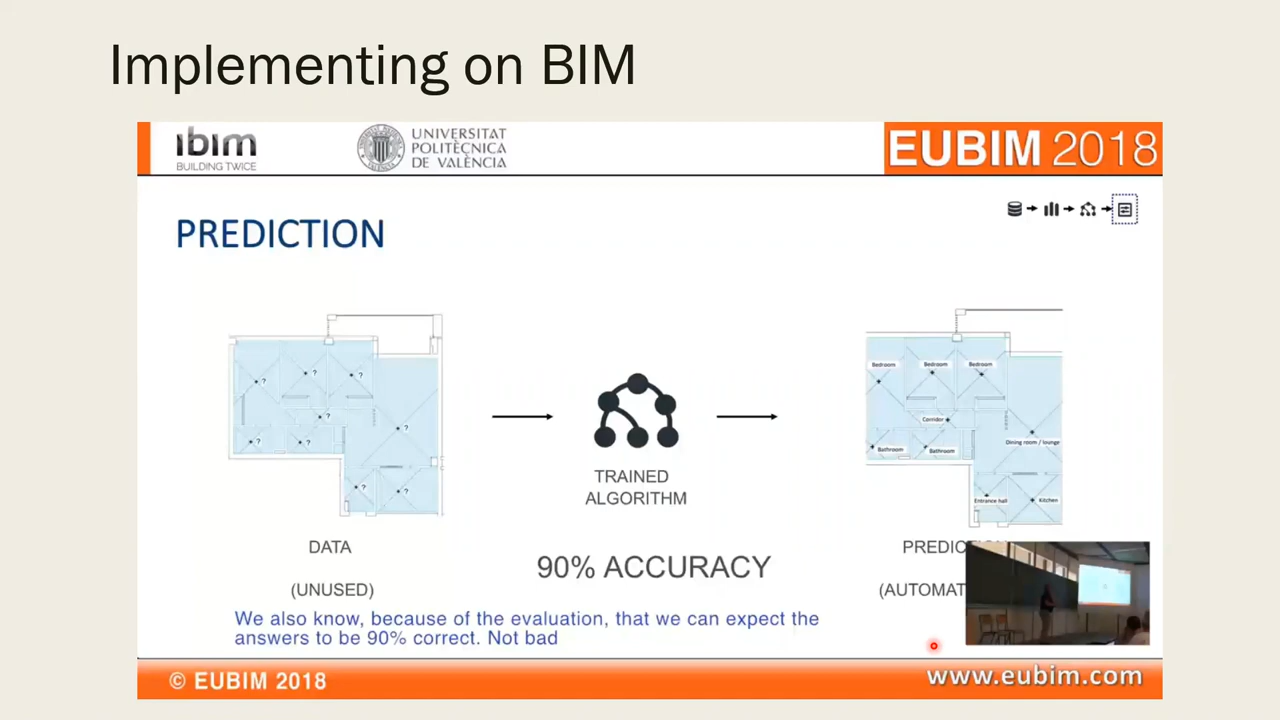 Implementing on BIM
ibim
BUILDING TWICE
UNIVERSITAT
POLITÈCNICA
DE VALÈNCIA
EUBIM 2018
PREDICTION
?
?
?
?
?
?
?
?
?
Bedroom
Bedroom
Bedroom
Corridor
Bathroom
Bathroom
Dining room / lounge
Entrance hall
Kitchen
TRAINED
ALGORITHM
DATA
(UNUSED)
90% ACCURACY
PREDIC
(AUTOMAT
We also know, because of the evaluation, that we can expect the
answers to be 90% correct. Not bad
© EUBIM 2018
www.eubim.com